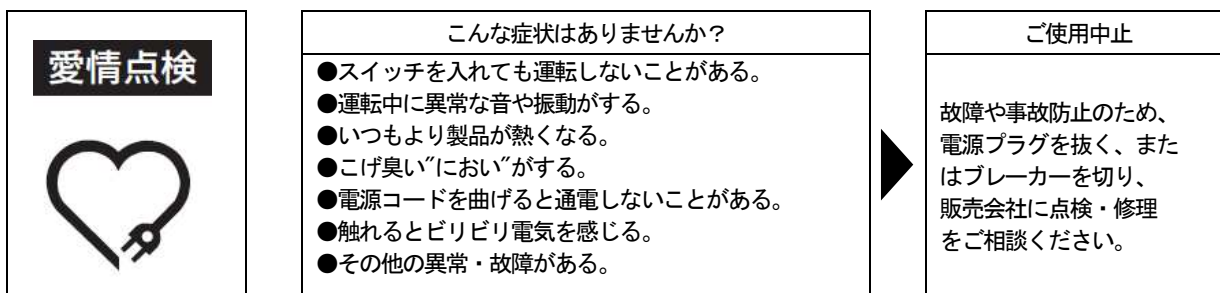 愛情点検
こんな症状はありませんか？
●スイッチを入れても運転しないことがある。
●運転中に異常な音や振動がする。
●いつもより製品が熱くなる。
●こげ臭い″におい″がする。
●電源コードを曲げると通電しないことがある。
●触れるとビリビリ電気を感じる。
●その他の異常・故障がある。
ご使用中止
故障や事故防止のため、
電源プラグを抜く、また
はブレーカーを切り、
販売会社に点検・修理
をご相談ください。